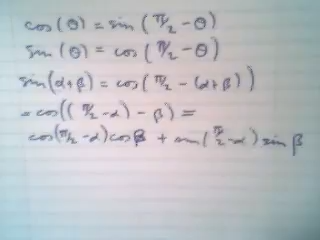 cos(θ) = sin(π/2 - θ)
sin(θ) = cos(π/2 - θ)
sin(α+β) = cos(π/2 - (α+β))
= cos((π/2 - α) - β) =
cos(π/2 - α) cos β + sin(π/2 - α) sin β